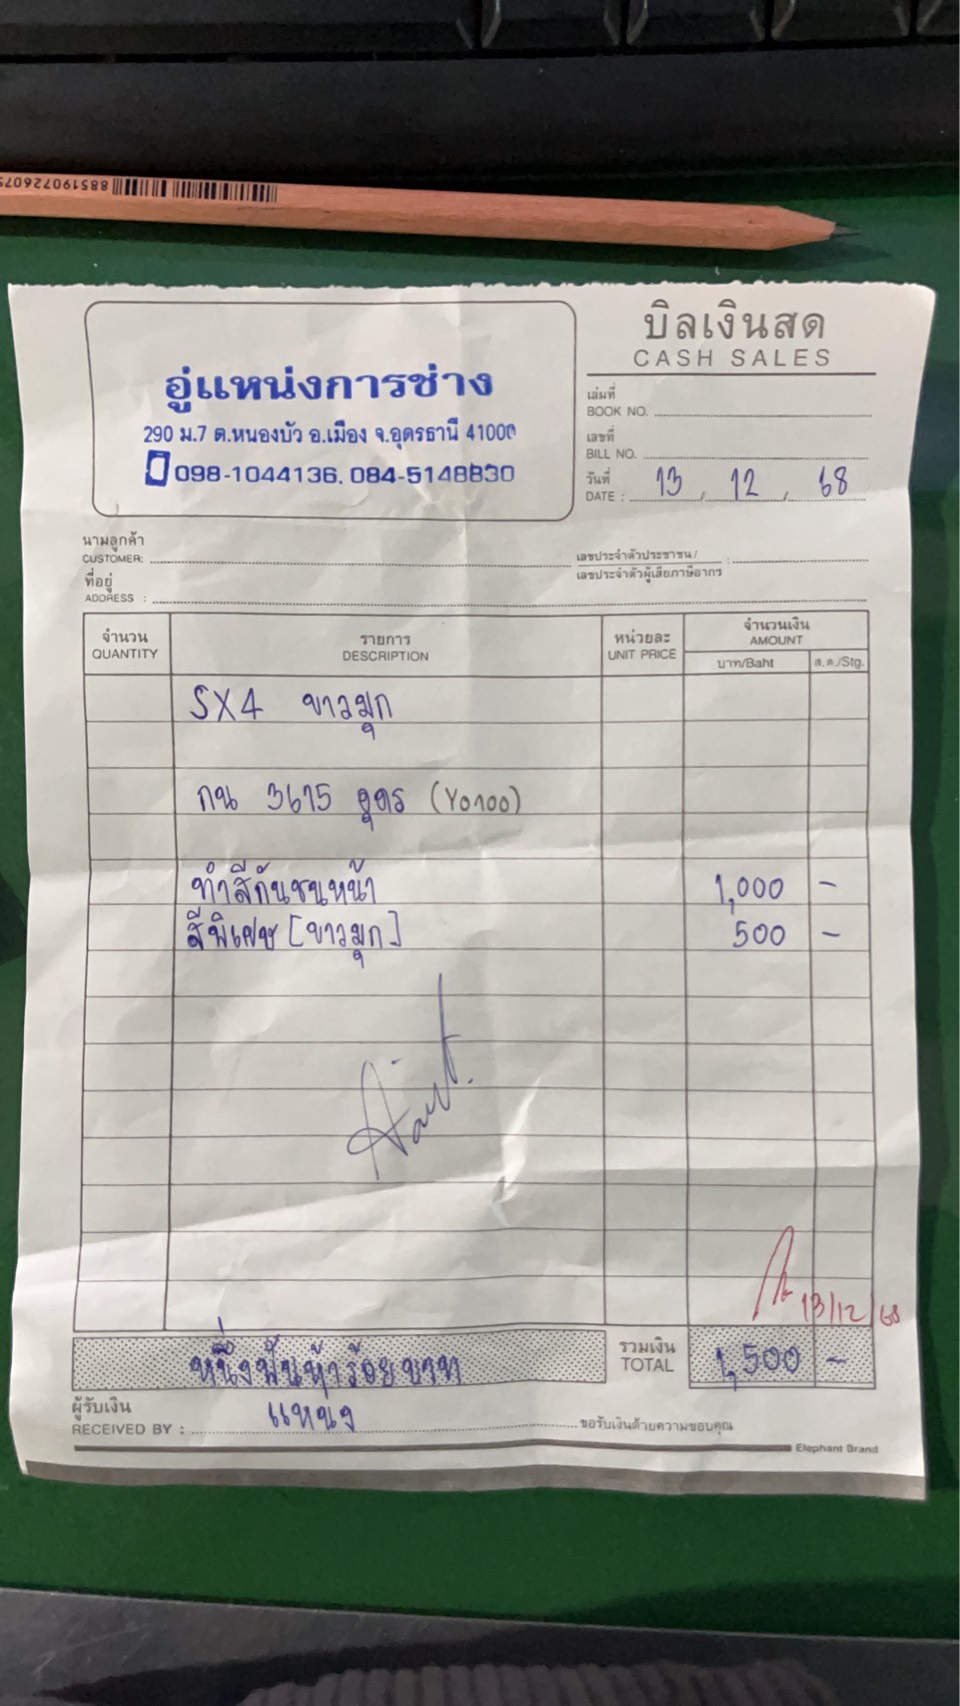 885190726075
บิลเงินสด
CASH SALES
อู่แหน่งการช่าง
290 ม.7 ต.หนองบัว อ.เมือง จ.อุดรธานี 41000
098-1044136, 084-5148830
เล่มที่
BOOK NO.
เลขที่
BILL NO.
วันที่
DATE : 13 , 12 , 68
นามลูกค้า
CUSTOMER:
เลขประจำตัวประชาชน /
เลขประจำตัวผู้เสียภาษีอากร :
ที่อยู่
ADDRESS :
จำนวน รายการ หน่วยละ จำนวนเงิน
QUANTITY DESCRIPTION UNIT PRICE AMOUNT
บาท/Baht ส.ต./Stg.
SX4 ขาวมุก
กน 3675 อุดร (Y0100)
ทำสีกันชนหน้า 1,000 -
สีพิเศษ [ขาวมุก] 500 -
13/12/68
หนึ่งพันห้าร้อยบาท รวมเงิน 1,500 -
TOTAL
ผู้รับเงิน
RECEIVED BY : แหน่ง ขอรับเงินด้วยความขอบคุณ
Elephant Brand